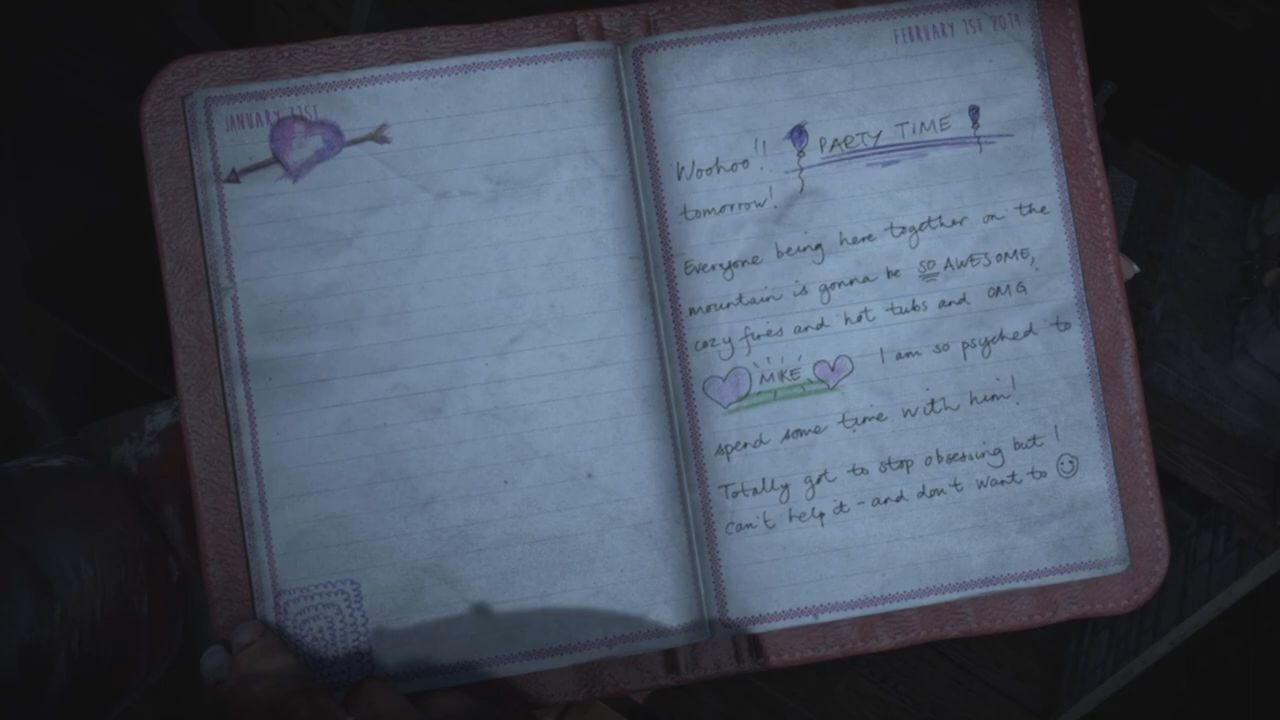 JANUARY 31ST
FEBRUARY 1ST 2014
Woohoo!! PARTY TIME
tomorrow!
Everyone being here together on the
mountain is gonna be SO AWESOME,
cozy fires and hot tubs and OMG
MIKE I am so psyched to
spend some time with him!
Totally got to stop obsessing but I
can't help it - and don't want to ☺